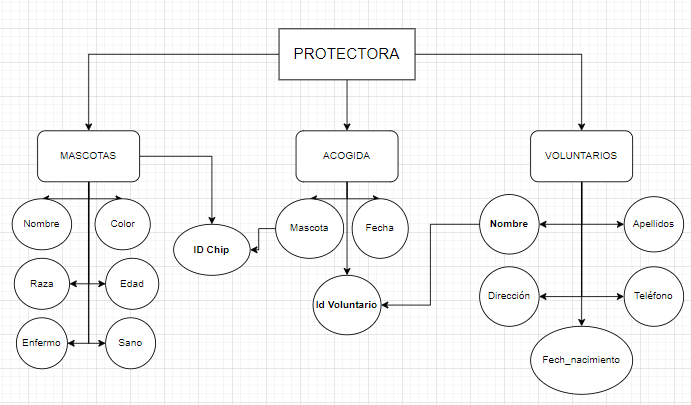 PROTECTORA
MASCOTAS
ACOGIDA
VOLUNTARIOS
Nombre
Color
Mascota
Fecha
Nombre
Apellidos
ID Chip
Raza
Edad
Id Voluntario
Dirección
Teléfono
Enfermo
Sano
Fech_nacimiento